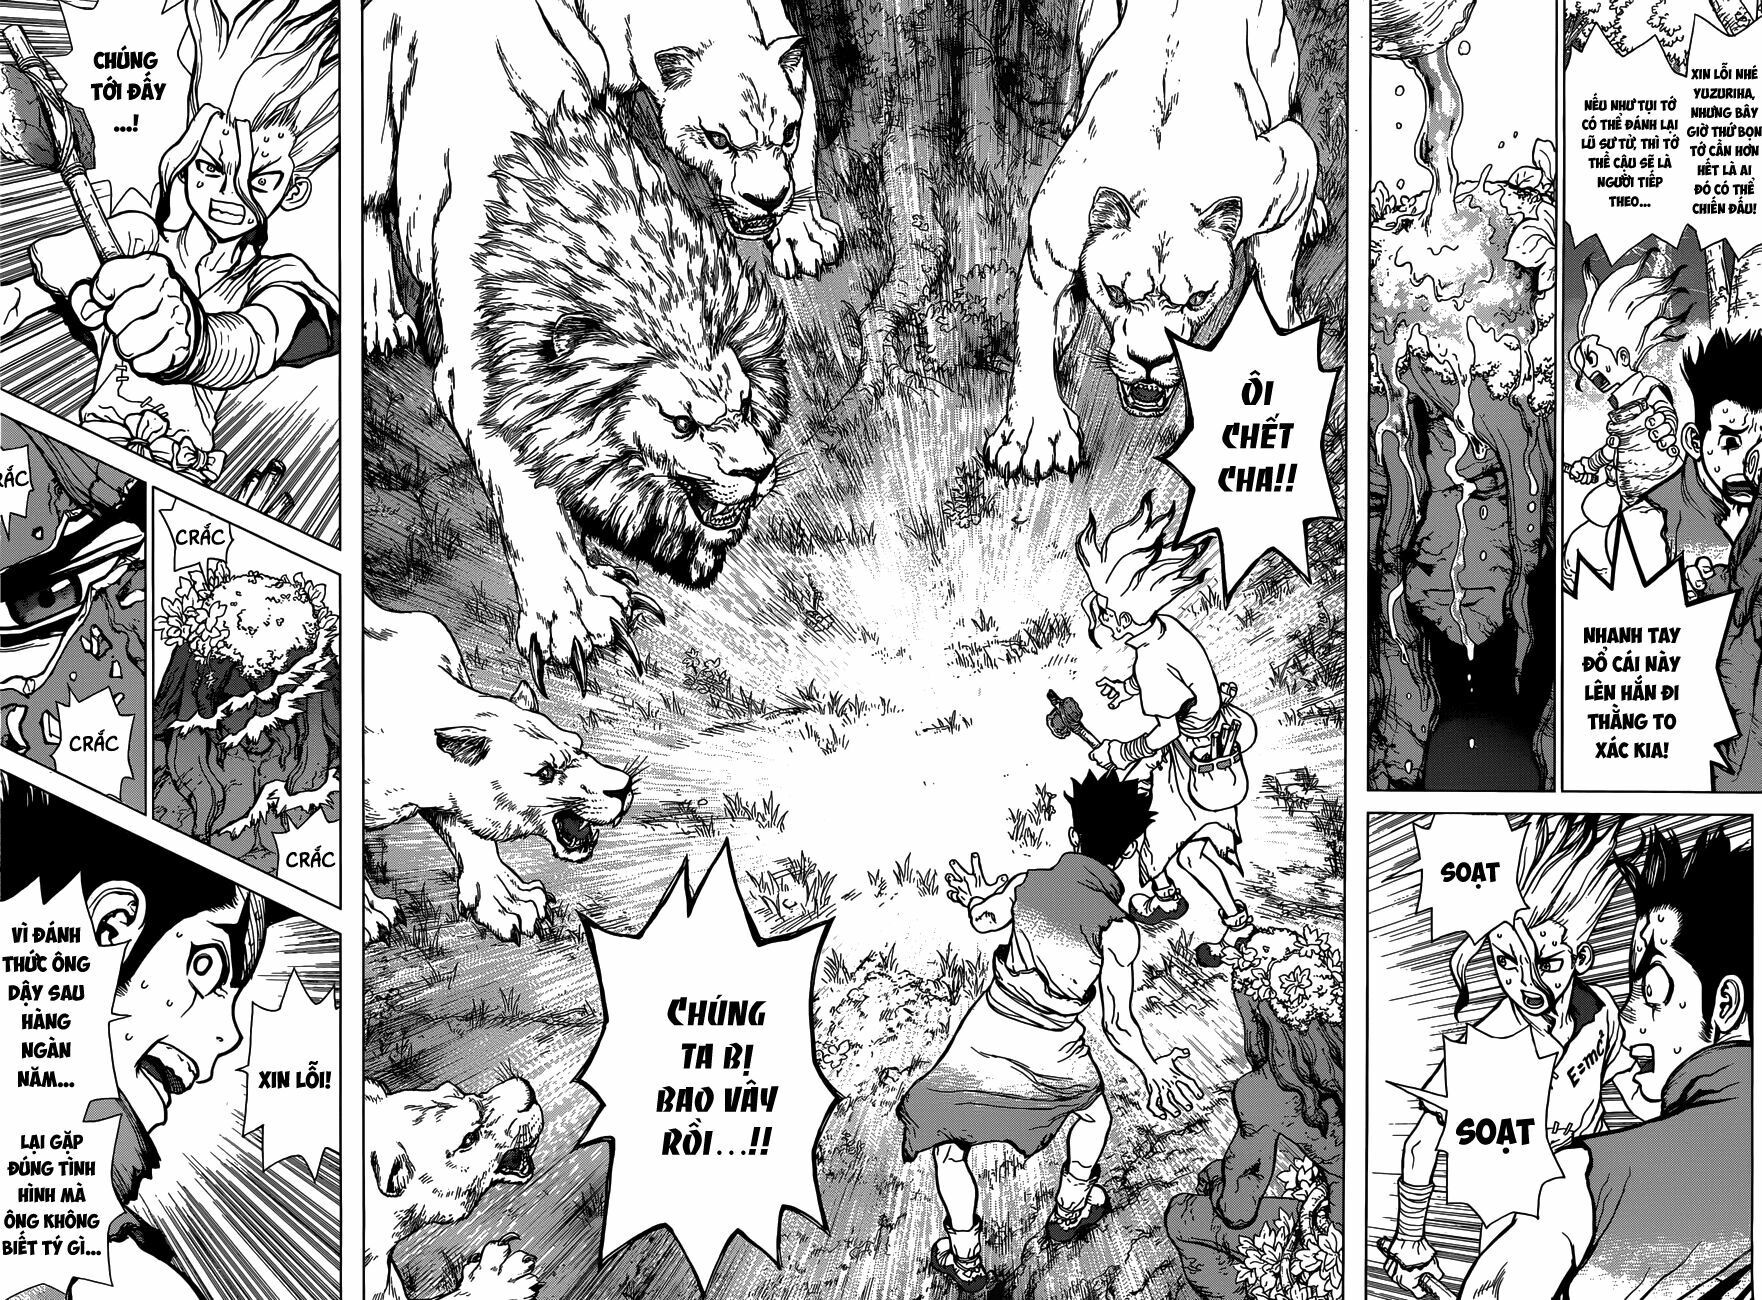 XIN LỖI NHÉ
YUZURIHA,
NHƯNG BÂY
GIỜ THỨ BỌN
TỚ CẦN HƠN
HẾT LÀ AI
ĐÓ CÓ THỂ
CHIẾN ĐẤU!
NẾU NHƯ TỤI TỚ
CÓ THỂ ĐÁNH LẠI
LŨ SƯ TỬ, THÌ TỚ
THỀ CẬU SẼ LÀ
NGƯỜI TIẾP
THEO...
NHANH TAY
ĐỔ CÁI NÀY
LÊN HẮN ĐI
THẰNG TO
XÁC KIA!
SOẠT
E=mc²
SOẠT
ÔI
CHẾT
CHA!!
CHÚNG
TA BỊ
BAO VÂY
RỒI...!!
CHÚNG
TỚI ĐẤY
...!
CRẮC
RẮC
CRẮC
CRẮC
XIN LỖI!
VÌ ĐÁNH
THỨC ÔNG
DẬY SAU
HÀNG
NGÀN
NĂM...
LẠI GẶP
ĐÚNG TÌNH
HÌNH MÀ
ÔNG KHÔNG
BIẾT TÝ GÌ...